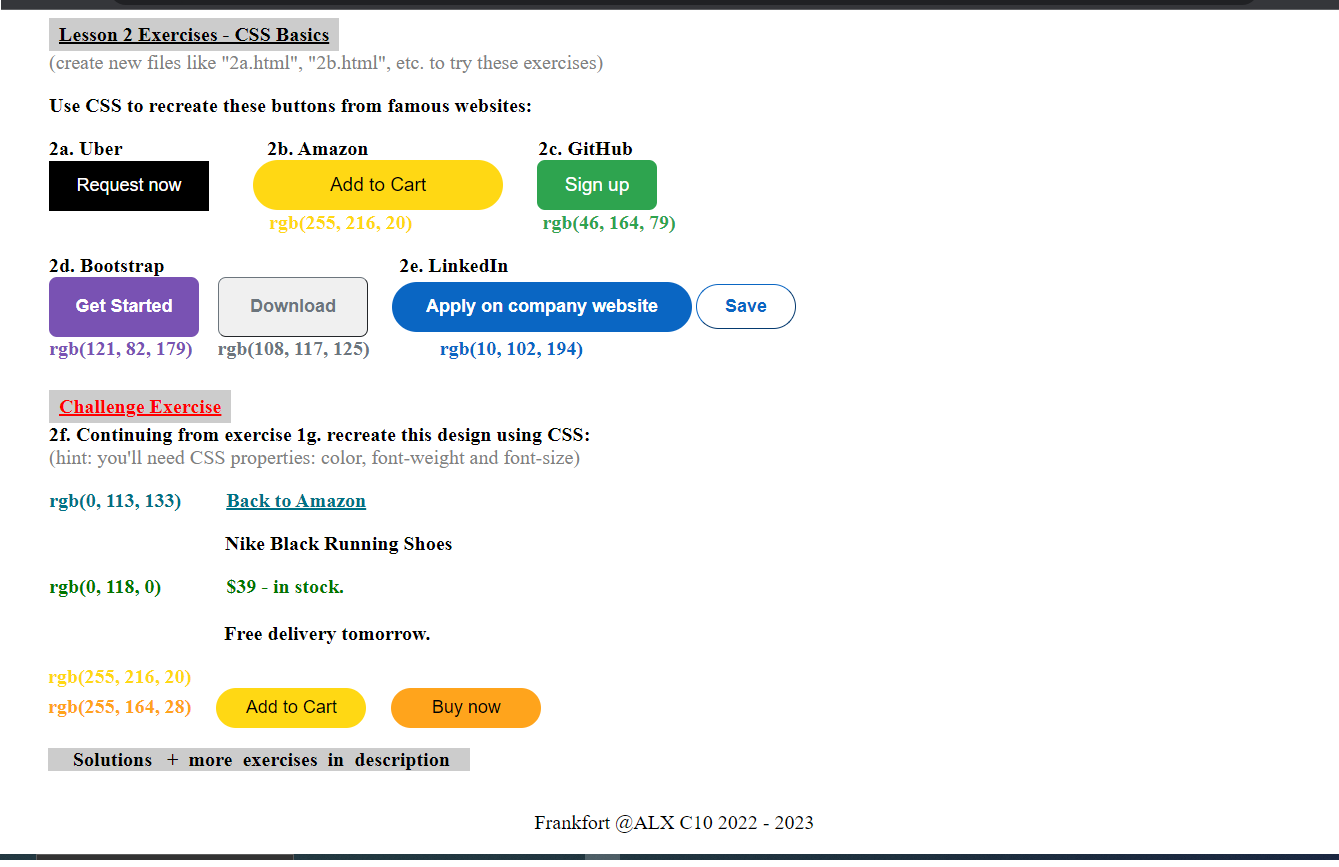 Lesson 2 Exercises - CSS Basics
(create new files like "2a.html", "2b.html", etc. to try these exercises)
Use CSS to recreate these buttons from famous websites:
2a. Uber 2b. Amazon 2c. GitHub
Request now Add to Cart Sign up
rgb(255, 216, 20) rgb(46, 164, 79)
2d. Bootstrap 2e. LinkedIn
Get Started Download Apply on company website Save
rgb(121, 82, 179) rgb(108, 117, 125) rgb(10, 102, 194)
Challenge Exercise
2f. Continuing from exercise 1g. recreate this design using CSS:
(hint: you'll need CSS properties: color, font-weight and font-size)
rgb(0, 113, 133) Back to Amazon
Nike Black Running Shoes
rgb(0, 118, 0) $39 - in stock.
Free delivery tomorrow.
rgb(255, 216, 20)
rgb(255, 164, 28) Add to Cart Buy now
Solutions + more exercises in description
Frankfort @ALX C10 2022 - 2023